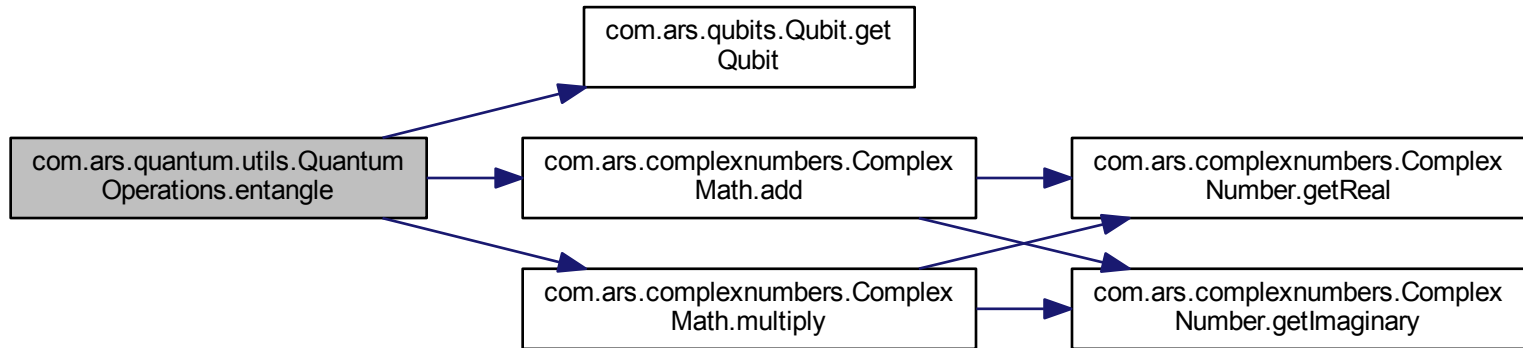 com.ars.qubits.Qubit.get
Qubit
com.ars.quantum.utils.Quantum
Operations.entangle
com.ars.complexnumbers.Complex
Math.add
com.ars.complexnumbers.Complex
Number.getReal
com.ars.complexnumbers.Complex
Math.multiply
com.ars.complexnumbers.Complex
Number.getImaginary